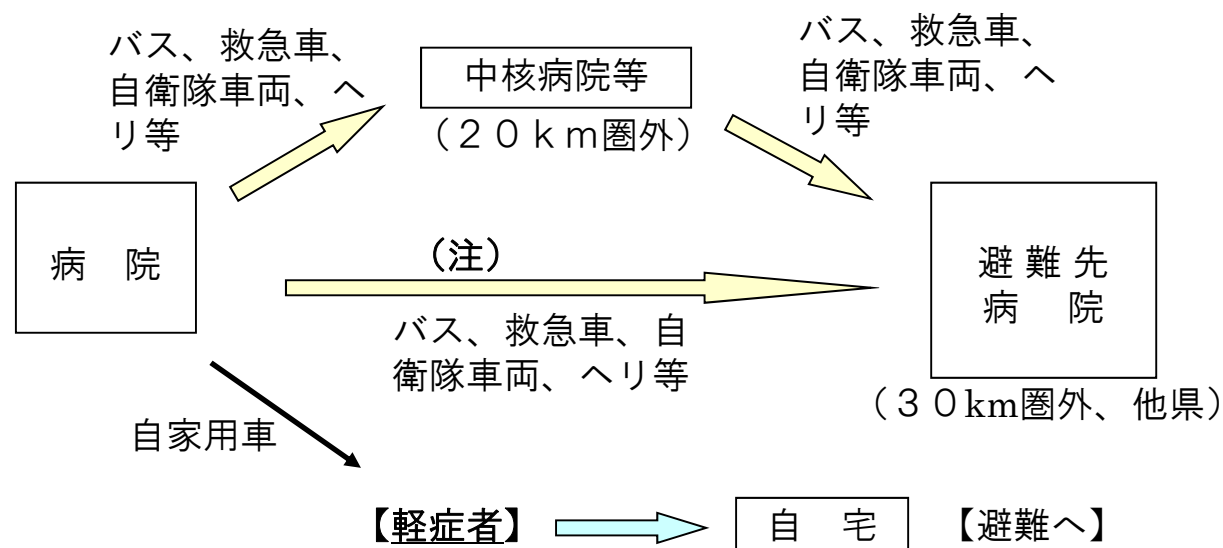 バス、救急車、
自衛隊車両、ヘ
リ等
中核病院等
（２０ｋｍ圏外）
バス、救急車、
自衛隊車両、ヘ
リ等
病　院
（注）
バス、救急車、自
衛隊車両、ヘリ等
避 難 先
病　院
（３０km圏外、他県）
自家用車
【軽症者】
自　宅
【避難へ】